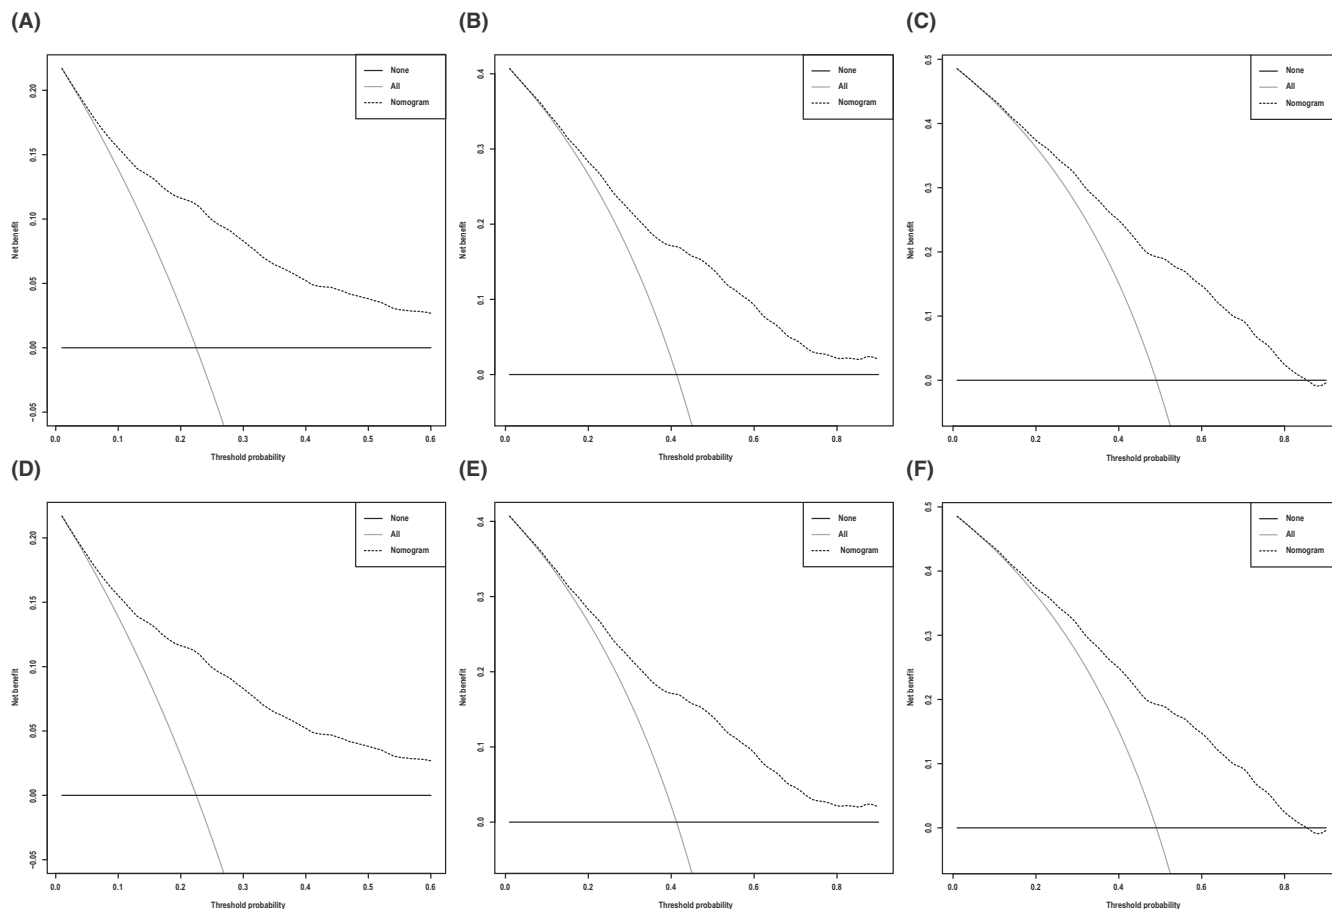 (A)
None
All
Nomogram
Net benefit
0.20
0.15
0.10
0.05
0.00
−0.05
0.0 0.1 0.2 0.3 0.4 0.5 0.6
Threshold probability
(B)
None
All
Nomogram
Net benefit
0.4
0.3
0.2
0.1
0.0
0.0 0.2 0.4 0.6 0.8
Threshold probability
(C)
None
All
Nomogram
Net benefit
0.5
0.4
0.3
0.2
0.1
0.0
0.0 0.2 0.4 0.6 0.8
Threshold probability
(D)
None
All
Nomogram
Net benefit
0.20
0.15
0.10
0.05
0.00
−0.05
0.0 0.1 0.2 0.3 0.4 0.5 0.6
Threshold probability
(E)
None
All
Nomogram
Net benefit
0.4
0.3
0.2
0.1
0.0
0.0 0.2 0.4 0.6 0.8
Threshold probability
(F)
None
All
Nomogram
Net benefit
0.5
0.4
0.3
0.2
0.1
0.0
0.0 0.2 0.4 0.6 0.8
Threshold probability